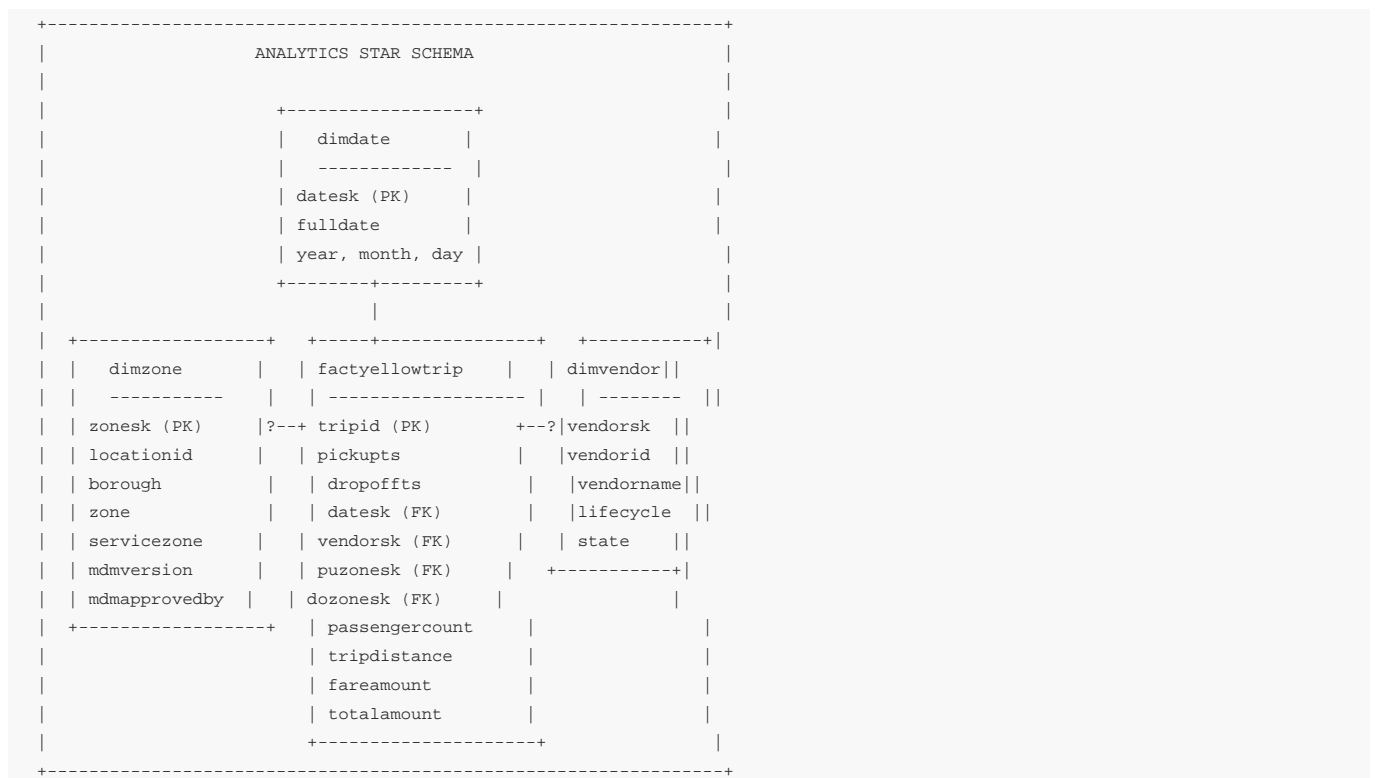 +-----------------------------------------------------------------+
|                    ANALYTICS STAR SCHEMA                        |
|                                                                 |
|                      +------------------+                       |
|                      |   dimdate       |                       |
|                      |   ------------- |                        |
|                      | datesk (PK)     |                       |
|                      | fulldate        |                       |
|                      | year, month, day |                       |
|                      +--------+---------+                       |
|                               |                                 |
|  +------------------+   +-----+---------------+   +-----------+|
|  |   dimzone       |   | factyellowtrip    |   | dimvendor||
|  |   -----------    |   | ------------------- |   | --------  ||
|  | zonesk (PK)     |?--+ tripid (PK)        +--?|vendorsk  ||
|  | locationid      |   | pickupts          |   |vendorid  ||
|  | borough          |   | dropoffts          |   |vendorname||
|  | zone             |   | datesk (FK)        |   |lifecycle  ||
|  | servicezone     |   | vendorsk (FK)      |   | state    ||
|  | mdmversion      |   | puzonesk (FK)     |   +-----------+|
|  | mdmapprovedby  |   | dozonesk (FK)     |                |
|  +------------------+   | passengercount     |                |
|                         | tripdistance       |                |
|                         | fareamount         |                |
|                         | totalamount        |                |
|                         +---------------------+                |
+-----------------------------------------------------------------+